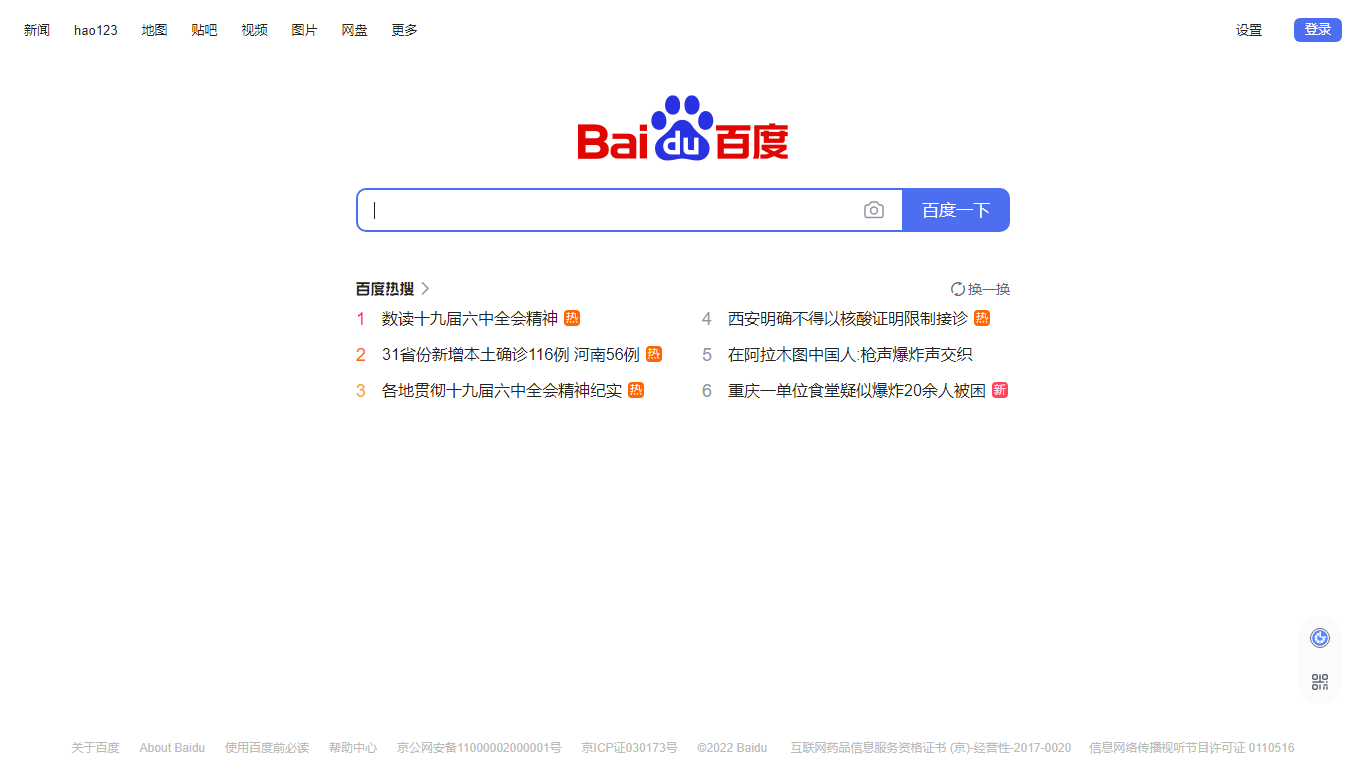 新闻 hao123 地图 贴吧 视频 图片 网盘 更多 设置 登录
Baidu百度
百度一下
百度热搜 换一换
1 数读十九届六中全会精神 热
4 西安明确不得以核酸证明限制接诊 热
2 31省份新增本土确诊116例 河南56例 热
5 在阿拉木图中国人:枪声爆炸声交织
3 各地贯彻十九届六中全会精神纪实 热
6 重庆一单位食堂疑似爆炸20余人被困 新
关于百度 About Baidu 使用百度前必读 帮助中心 京公网安备11000002000001号 京ICP证030173号 ©2022 Baidu 互联网药品信息服务资格证书 (京)-经营性-2017-0020 信息网络传播视听节目许可证 0110516